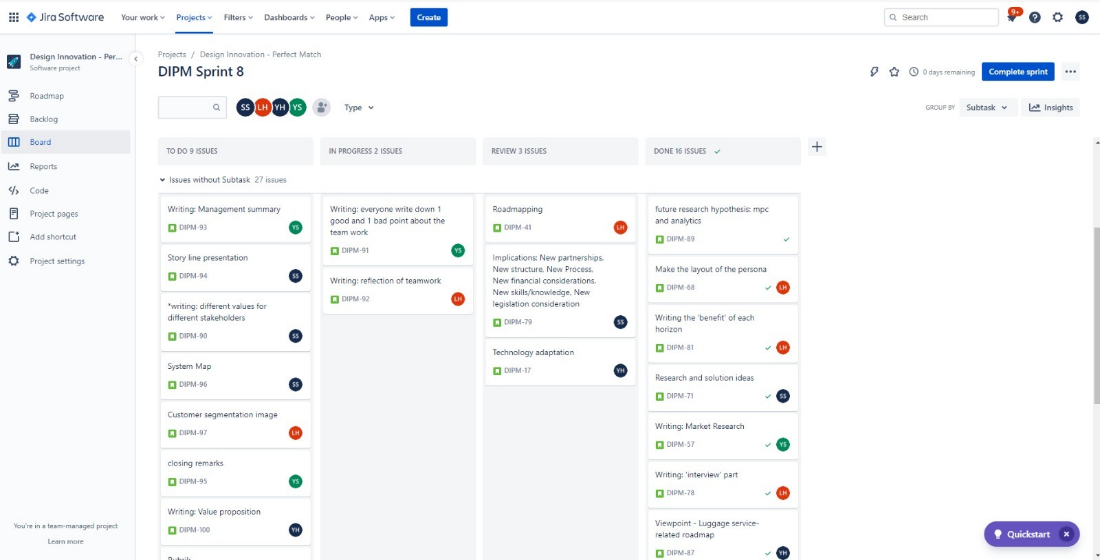 Jira Software
Your work
Projects
Filters
Dashboards
People
Apps
Create
Search
9+
SS
Design Innovation - Per...
Software project
Roadmap
Backlog
Board
Reports
Code
Project pages
Add shortcut
Project settings
You're in a team-managed project
Learn more
Projects / Design Innovation - Perfect Match
DIPM Sprint 8
0 days remaining
Complete sprint
SS LH YH YS
Type
GROUP BY
Subtask
Insights
TO DO 9 ISSUES
IN PROGRESS 2 ISSUES
REVIEW 3 ISSUES
DONE 16 ISSUES
Issues without Subtask 27 issues
Writing: Management summary
DIPM-93
YS
Story line presentation
DIPM-94
SS
*writing: different values for
different stakeholders
DIPM-90
SS
System Map
DIPM-96
SS
Customer segmentation image
DIPM-97
LH
closing remarks
DIPM-95
YS
Writing: Value proposition
DIPM-100
YH
Writing: everyone write down 1
good and 1 bad point about the
team work
DIPM-91
YS
Writing: reflection of teamwork
DIPM-92
LH
Roadmapping
DIPM-41
LH
Implications: New partnerships,
New structure, New Process,
New financial considerations,
New skills/knowledge, New
legislation consideration
DIPM-79
SS
Technology adaptation
DIPM-17
YH
future research hypothesis: mpc
and analytics
DIPM-89
Make the layout of the persona
DIPM-68
LH
Writing the 'benefit' of each
horizon
DIPM-81
LH
Research and solution ideas
DIPM-71
SS
Writing: Market Research
DIPM-57
YS
Writing: 'interview' part
DIPM-78
LH
Viewpoint - Luggage service-
related roadmap
DIPM-87
YH
Quickstart